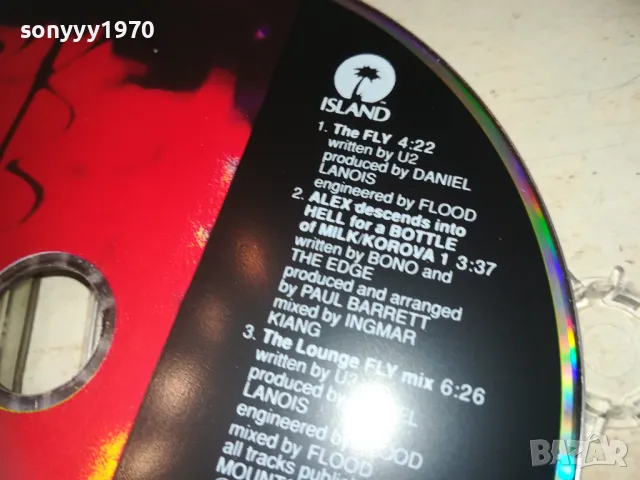 sonyyy1970
ISLAND
1. The FLY 4:22
written by U2
produced by DANIEL
LANOIS
engineered by FLOOD
2. ALEX descends into
HELL for a BOTTLE
of MILK/KOROVA 1 3:37
written by BONO and
THE EDGE
produced and arranged
by PAUL BARRETT
mixed by INGMAR
KIANG
3. The Lounge FLY mix 6:26
written by U2
produced by
LANOIS
engineered by
mixed by FLOOD
all tracks
BAZAR